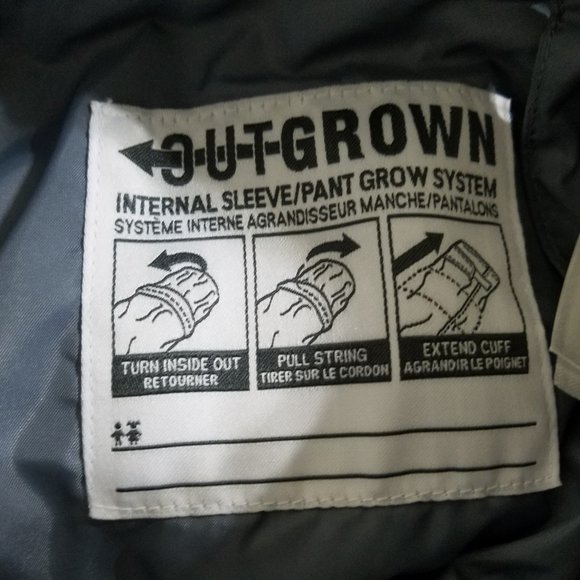 OUTGROWN
INTERNAL SLEEVE/PANT GROW SYSTEM
SYSTÈME INTERNE AGRANDISSEUR MANCHE/PANTALONS
TURN INSIDE OUT
RETOURNER
PULL STRING
TIRER SUR LE CORDON
EXTEND CUFF
AGRANDIR LE POIGNET